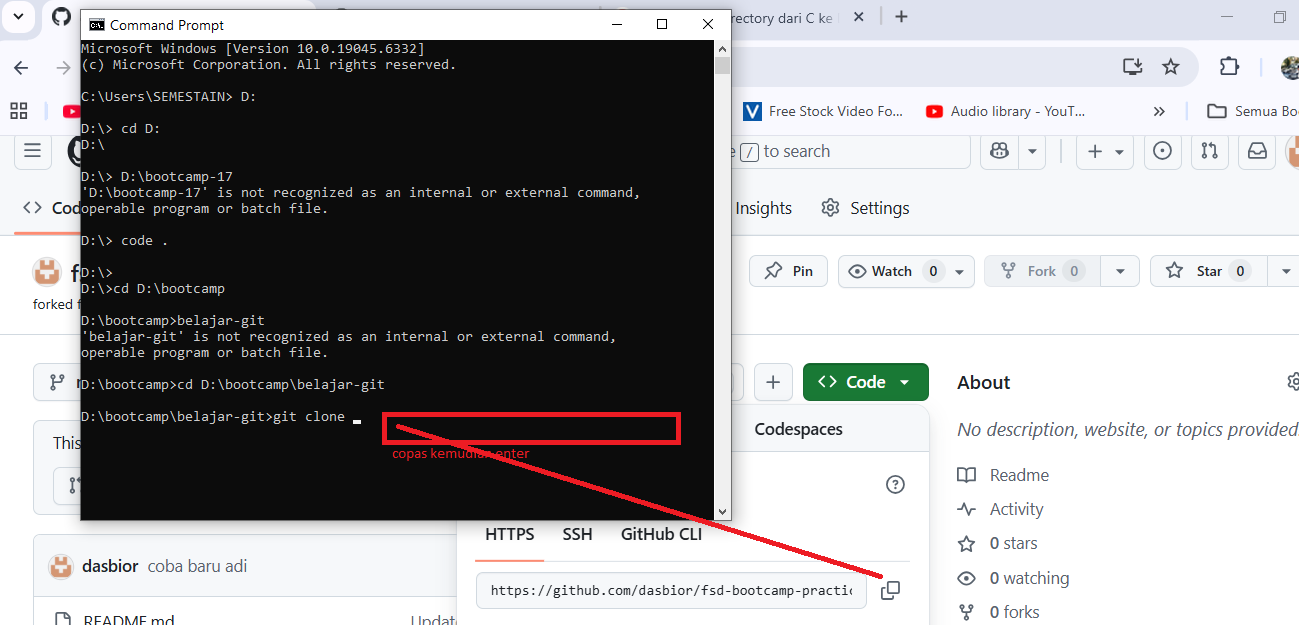 Command Prompt
rectory dari C ke
Microsoft Windows [Version 10.0.19045.6332]
(c) Microsoft Corporation. All rights reserved.
C:\Users\SEMESTAIN> D:
D:\> cd D:
D:\
D:\> D:\bootcamp-17
'D:\bootcamp-17' is not recognized as an internal or external command,
operable program or batch file.
D:\> code .
D:\>
D:\>cd D:\bootcamp
D:\bootcamp>belajar-git
'belajar-git' is not recognized as an internal or external command,
operable program or batch file.
D:\bootcamp>cd D:\bootcamp\belajar-git
D:\bootcamp\belajar-git>git clone
copas kemudian enter
Free Stock Video Fo...
Audio library - YouT...
Semua Bo
/ to search
Cod
Insights
Settings
f
Pin
Watch 0
Fork 0
Star 0
forked f
Code
About
This
Codespaces
No description, website, or topics provided.
Readme
Activity
HTTPS
SSH
GitHub CLI
0 stars
dasbior coba baru adi
0 watching
https://github.com/dasbior/fsd-bootcamp-practic
0 forks
README.md
Updat